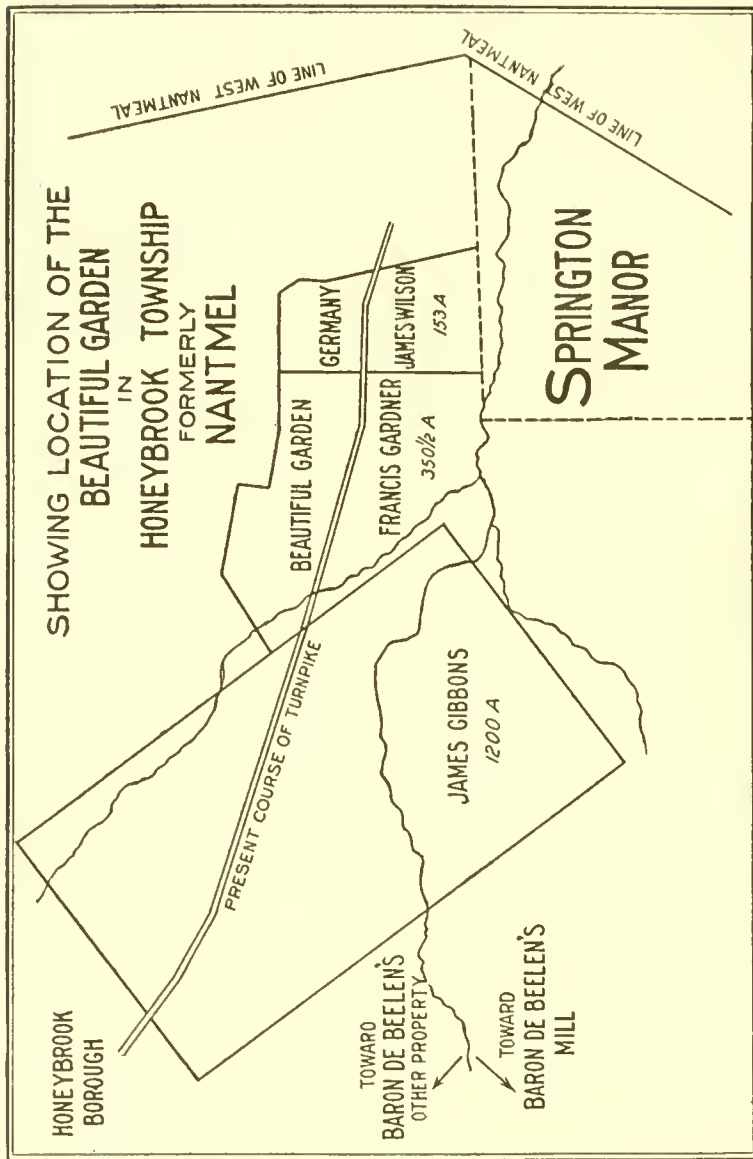 SHOWING LOCATION OF THE
BEAUTIFUL GARDEN
IN
HONEYBROOK TOWNSHIP
FORMERLY
NANTMEL
LINE OF WEST NANTMEAL
LINE OF WEST NANTMEAL
HONEYBROOK
BOROUGH
PRESENT COURSE OF TURNPIKE
BEAUTIFUL GARDEN
GERMANY
FRANCIS GARDNER
350 1/2 A
JAMES WILSON
153 A
JAMES GIBBONS
1200 A
SPRINGTON
MANOR
TOWARD
BARON DE BEELEN'S
OTHER PROPERTY
TOWARD
BARON DE BEELEN'S
MILL